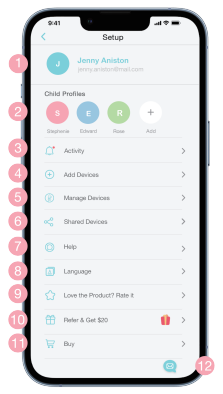 9:41
Setup
1
J
Jenny Aniston
jenny.aniston@mail.com
Child Profiles
2
S E R +
Stephanie Edward Rose Add
3 Activity
4 Add Devices
5 Manage Devices
6 Shared Devices
7 Help
8 Language
9 Love the Product? Rate it
10 Refer & Get $20
11 Buy
12